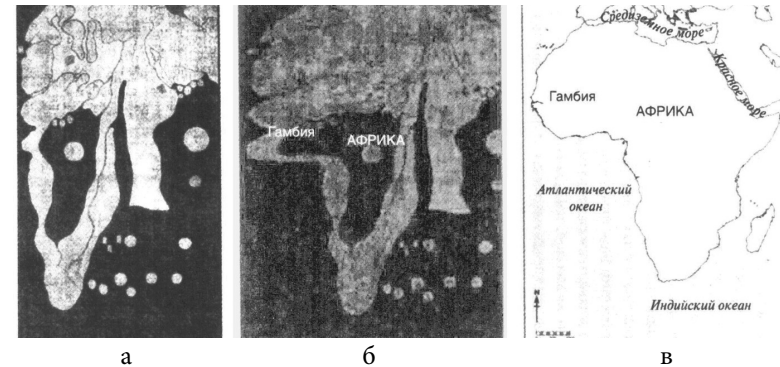 Средиземное море
Красное море
Гамбия
АФРИКА
Гамбия
АФРИКА
Атлантический
океан
Индийский океан
N
а
б
в